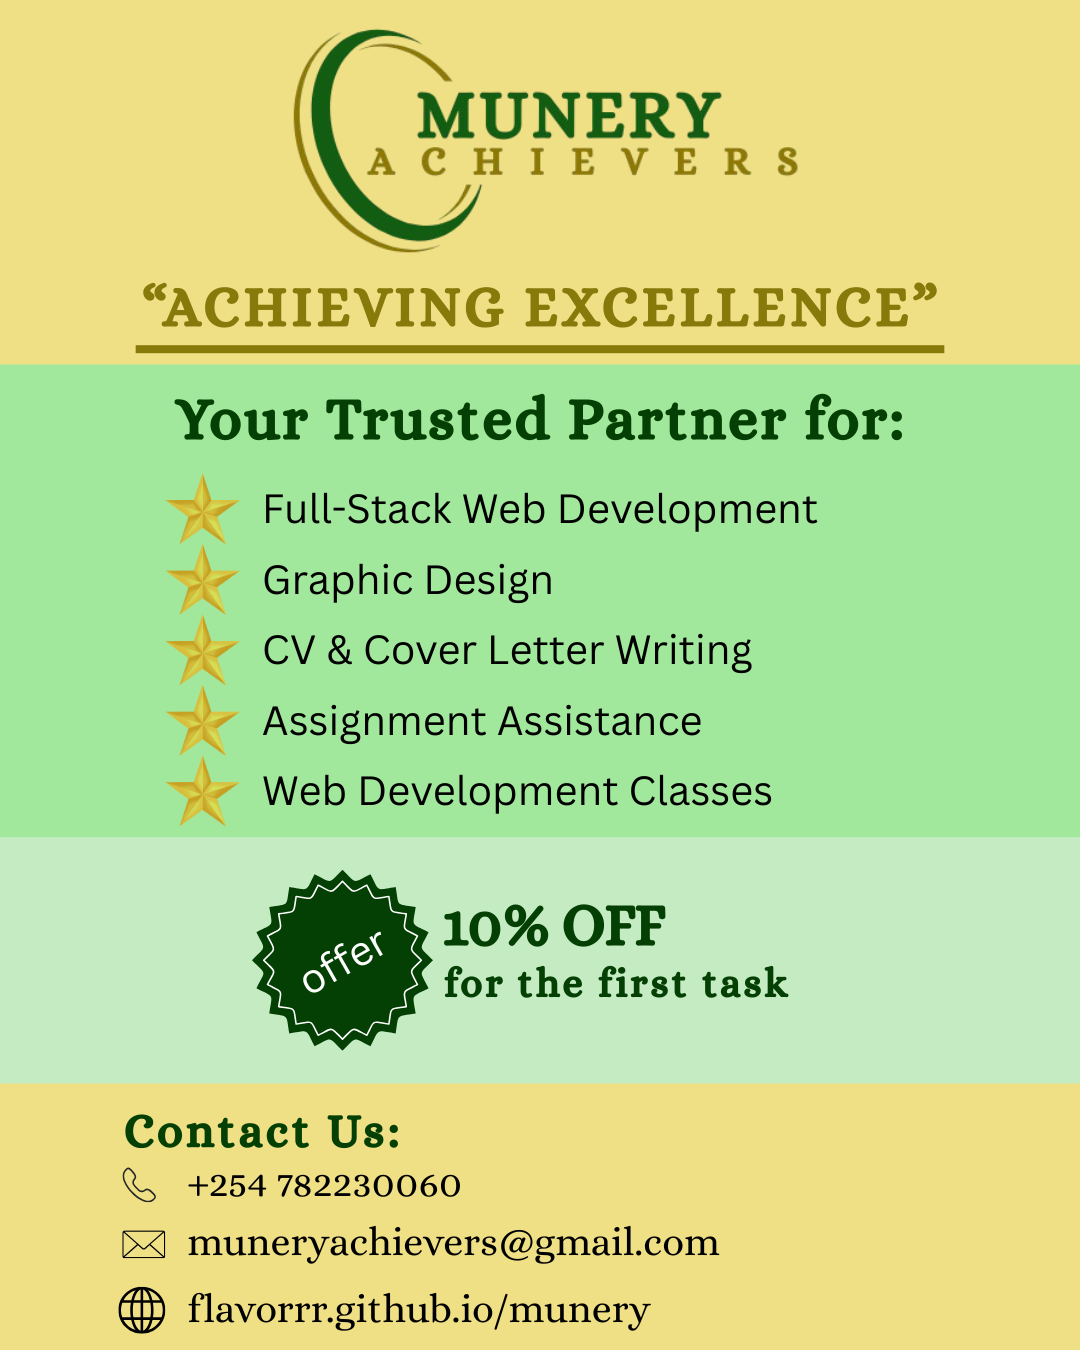 MUNERY
ACHIEVERS
“ACHIEVING EXCELLENCE”
Your Trusted Partner for:
Full-Stack Web Development
Graphic Design
CV & Cover Letter Writing
Assignment Assistance
Web Development Classes
offer
10% OFF
for the first task
Contact Us:
+254 782230060
muneryachievers@gmail.com
flavorrr.github.io/munery